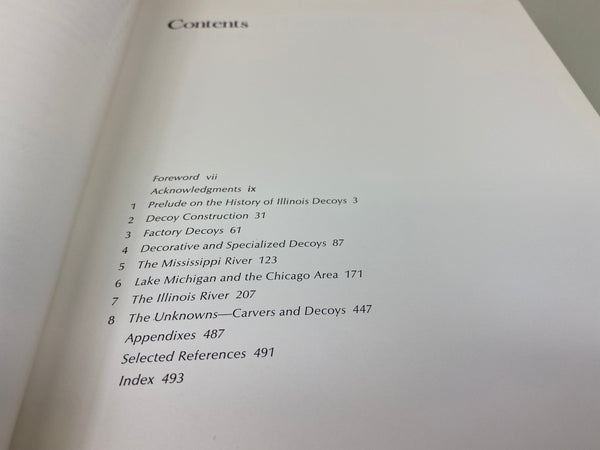 Contents
Foreword vii
Acknowledgments ix
1 Prelude on the History of Illinois Decoys 3
2 Decoy Construction 31
3 Factory Decoys 61
4 Decorative and Specialized Decoys 87
5 The Mississippi River 123
6 Lake Michigan and the Chicago Area 171
7 The Illinois River 207
8 The Unknowns—Carvers and Decoys 447
Appendixes 487
Selected References 491
Index 493